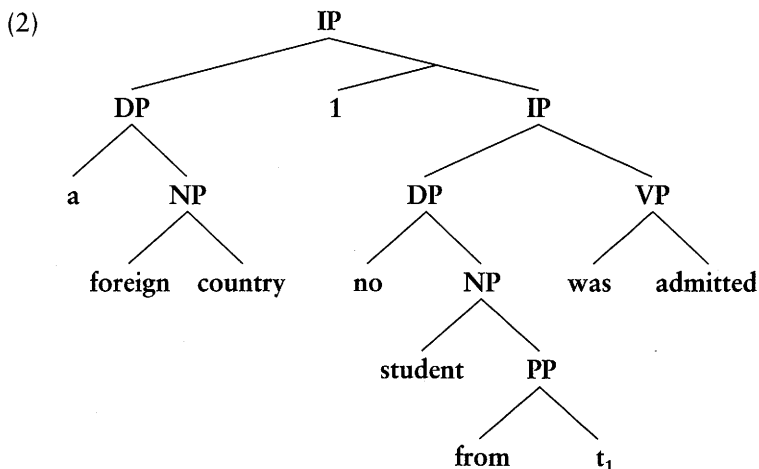 (2) IP
DP 1 IP
a NP DP VP
foreign country no NP was admitted
student PP
from t₁